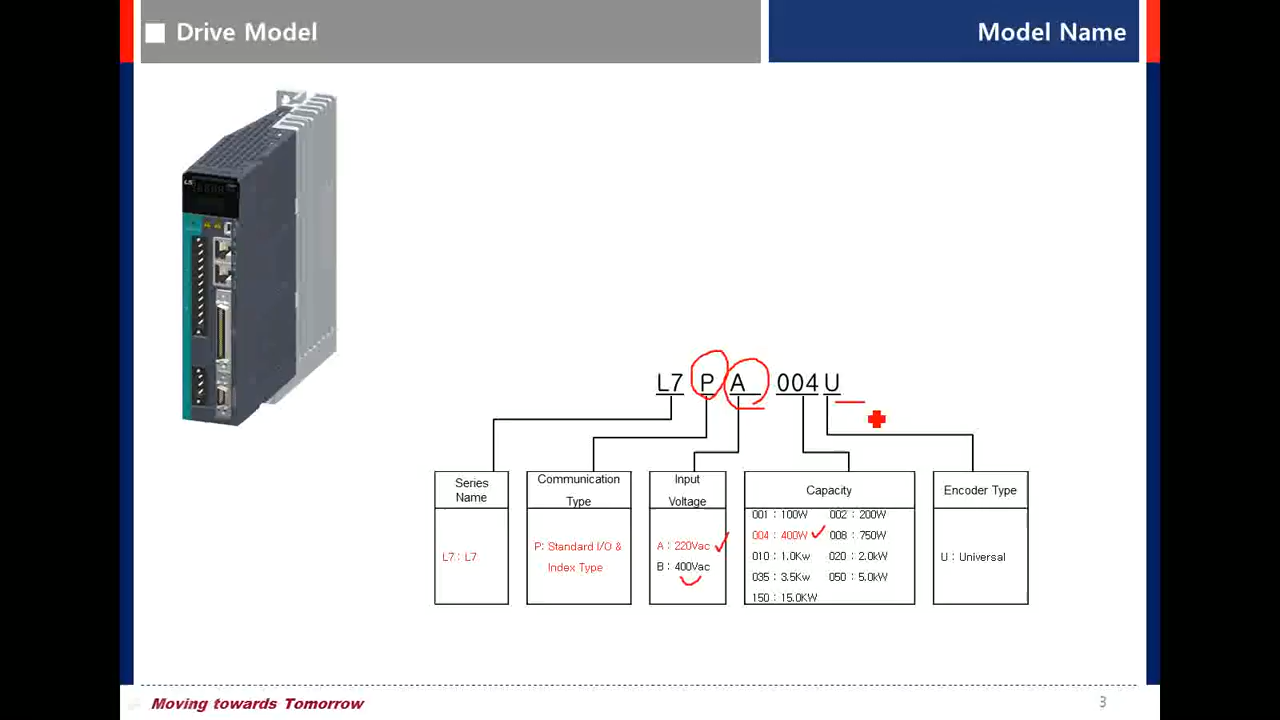 Drive Model
Model Name
LS
L7 P A 004 U
Series
Name
L7 : L7
Communication
Type
P: Standard I/O &
Index Type
Input
Voltage
A : 220Vac
B : 400Vac
Capacity
001 : 100W 002 : 200W
004 : 400W 008 : 750W
010 : 1.0Kw 020 : 2.0kW
035 : 3.5Kw 050 : 5.0kW
150 : 15.0KW
Encoder Type
U : Universal
Moving towards Tomorrow
3